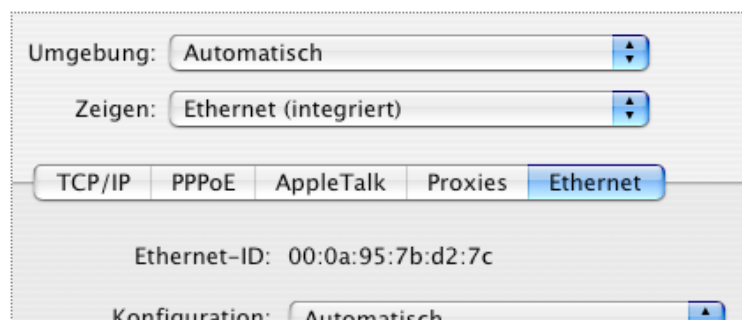 Umgebung: Automatisch
Zeigen: Ethernet (integriert)
TCP/IP PPPoE AppleTalk Proxies Ethernet
Ethernet-ID: 00:0a:95:7b:d2:7c
Konfiguration: Automatisch